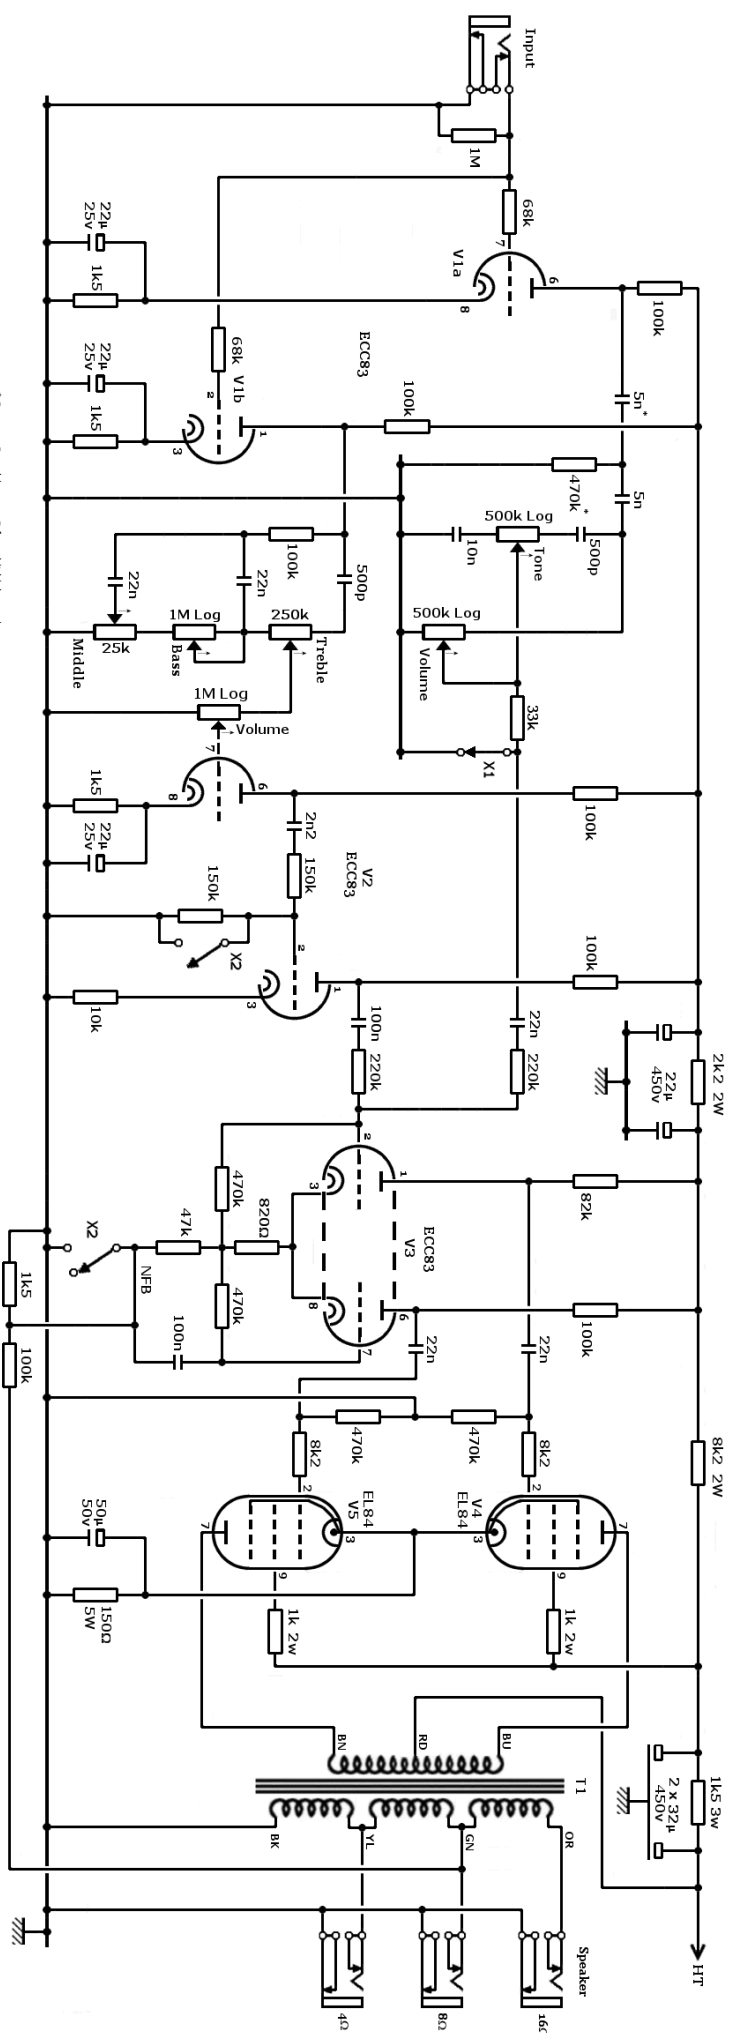 Input
1M
68k
7
V1a
6
8
100k
22µ
25v
1k5
5n*
68k
2
V1b
ECC83
1
3
100k
22µ
25v
1k5
470k*
5n
500k Log
Tone
10n
500p
100k
22n
22n
500p
500k Log
Volume
1M Log
Bass
250k
Treble
25k
Middle
33k
X1
1M Log
Volume
7
6
8
1k5
22µ
25v
100k
2n2
150k
V2
ECC83
150k
X2
2
1
3
10k
100k
100n
220k
22n
220k
22µ
450v
2k2 2W
2
1
3
ECC83
V3
8
6
7
82k
100k
470k
820Ω
47k
470k
X2
NFB
1k5
100k
100n
22n
22n
470k
470k
8k2
8k2
8k2 2W
2
EL84
V5
3
7
9
2
V4
EL84
3
7
9
50µ
50v
150Ω
5W
1k 2w
1k 2w
BN
RD
BU
T1
1k5 3w
2 x 32µ
450v
BK
YL
GN
OR
HT
Speaker
4Ω
8Ω